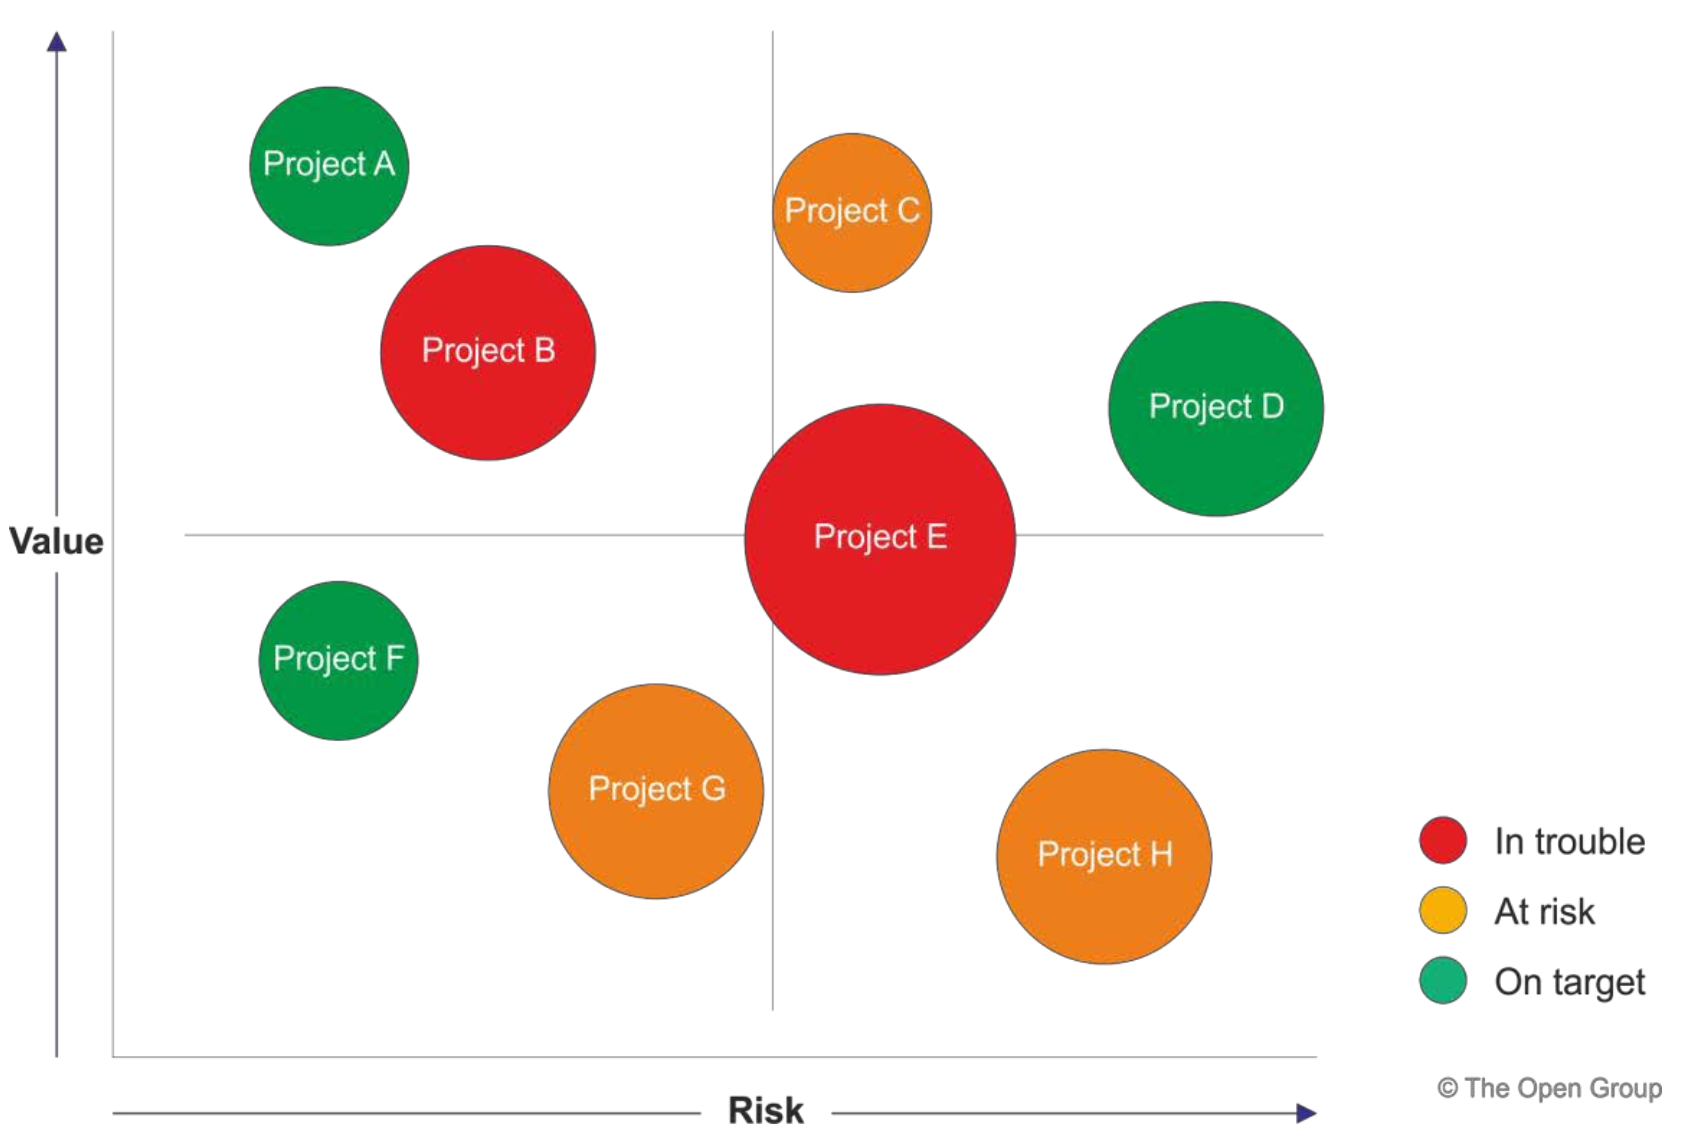 Project A
Project C
Project B
Project D
Project E
Value
Project F
Project G
Project H
In trouble
At risk
On target
© The Open Group
Risk